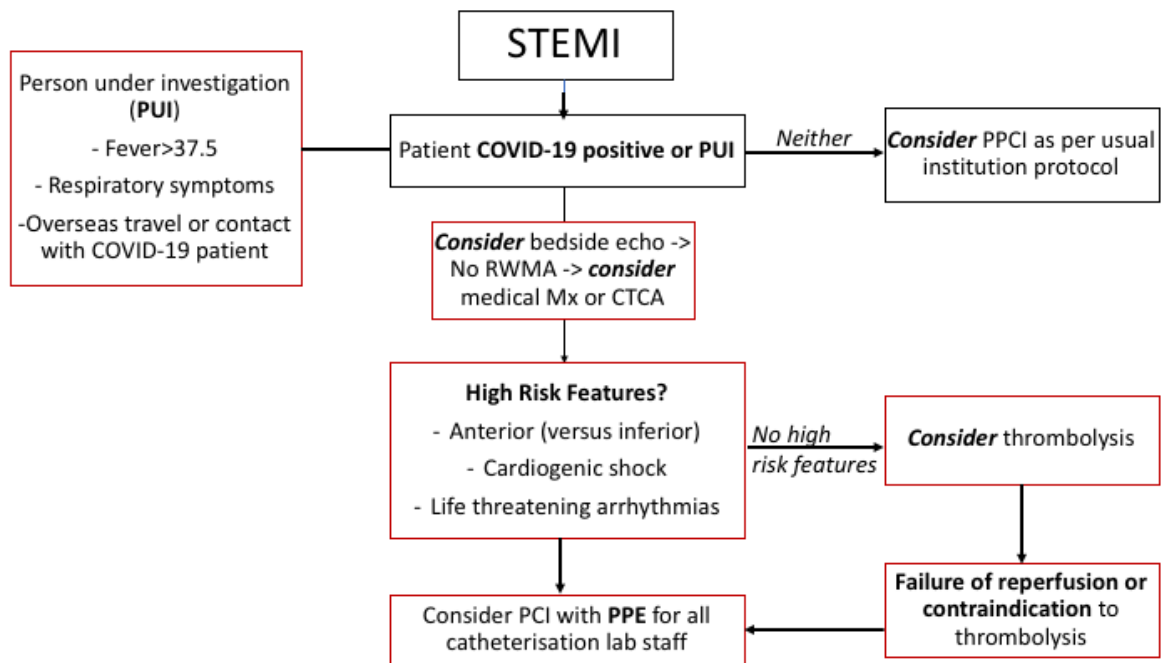 STEMI
Person under investigation
(PUI)
- Fever>37.5
- Respiratory symptoms
-Overseas travel or contact
with COVID-19 patient
Patient COVID-19 positive or PUI
Neither
Consider PPCI as per usual
institution protocol
Consider bedside echo ->
No RWMA -> consider
medical Mx or CTCA
High Risk Features?
- Anterior (versus inferior)
- Cardiogenic shock
- Life threatening arrhythmias
No high
risk features
Consider thrombolysis
Failure of reperfusion or
contraindication to
thrombolysis
Consider PCI with PPE for all
catheterisation lab staff